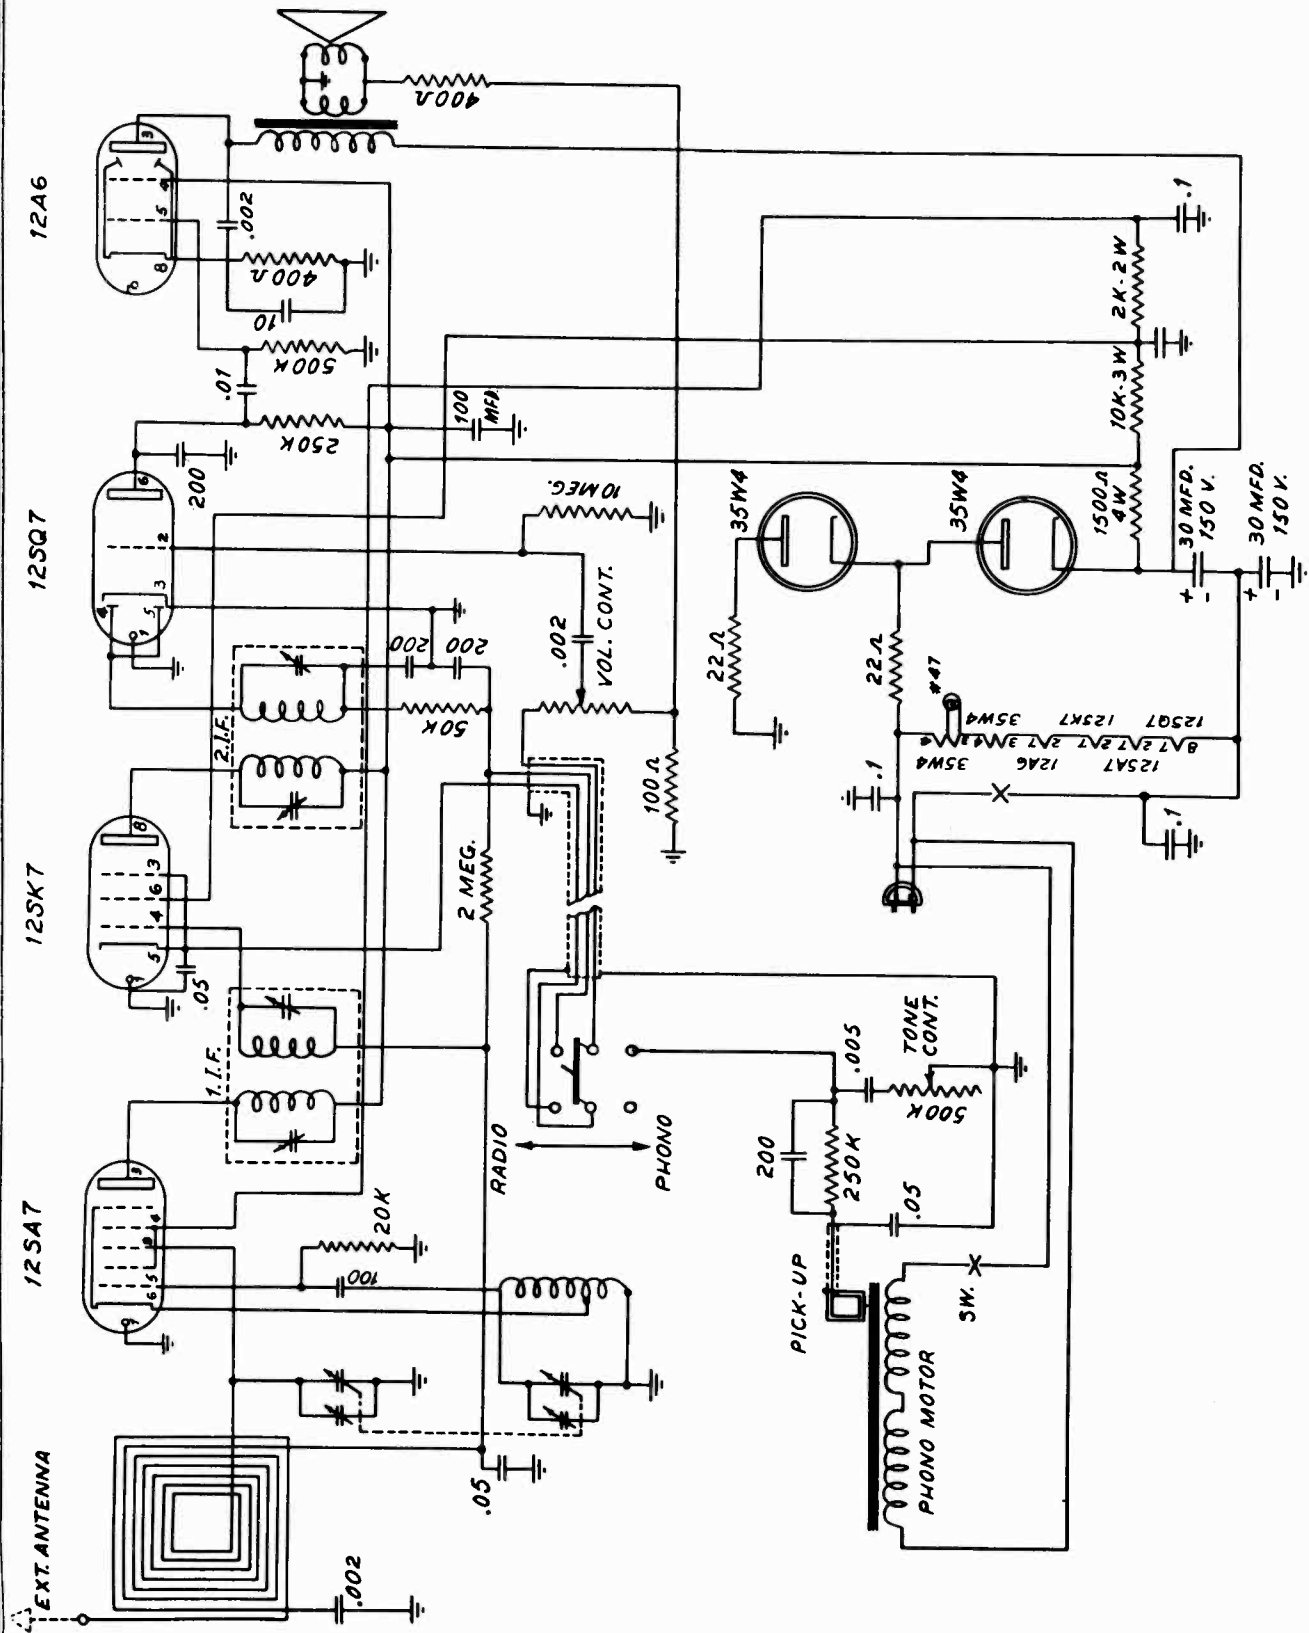 EXT. ANTENNA
12SA7
12SK7
12SQ7
12A6
.002
.05
1. I.F.
2. I.F.
.05
100
20K
200
200
200
50K
2 MEG.
.01
250K
500K
10
400Ω
.002
400Ω
100 MFD.
10 MEG.
.002
VOL. CONT.
100Ω
RADIO
PHONO
PICK-UP
200
250K
.005
500K
TONE CONT.
.05
PHONO MOTOR
SW.
35W4
35W4
22Ω
22Ω
#47
35W4
35W4
12A6
12SK7
12SA7
12SQ7
.1
.1
1500Ω 4W
10K-3W
2K-2W
.1
30 MFD.
150 V.
30 MFD.
150 V.